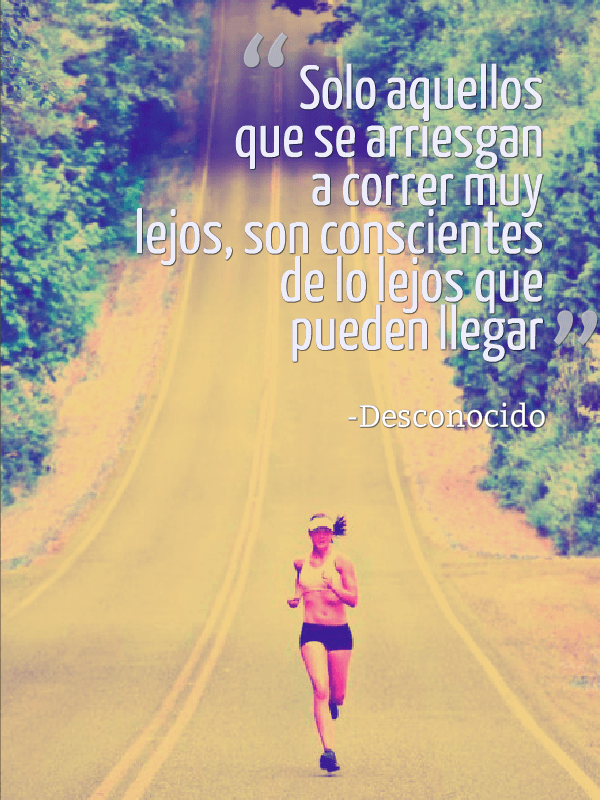 “ Solo aquellos
que se arriesgan
a correr muy
lejos, son conscientes
de lo lejos que
pueden llegar ”
-Desconocido